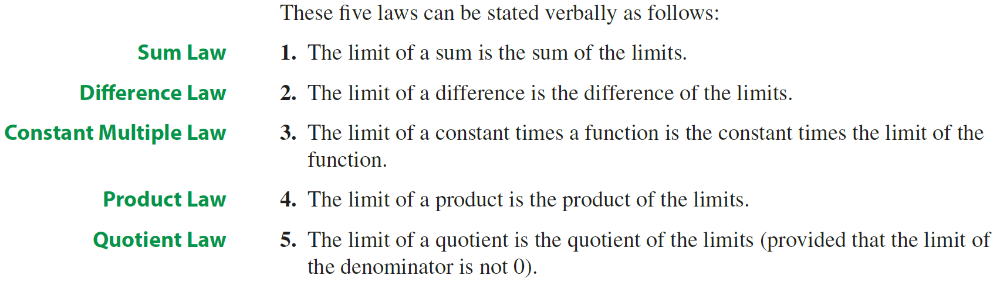 These five laws can be stated verbally as follows:
Sum Law 1. The limit of a sum is the sum of the limits.
Difference Law 2. The limit of a difference is the difference of the limits.
Constant Multiple Law 3. The limit of a constant times a function is the constant times the limit of the
function.
Product Law 4. The limit of a product is the product of the limits.
Quotient Law 5. The limit of a quotient is the quotient of the limits (provided that the limit of
the denominator is not 0).